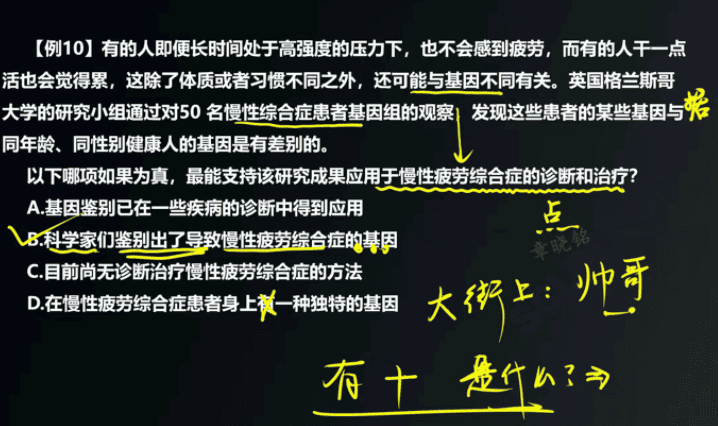 【例10】有的人即便长时间处于高强度的压力下，也不会感到疲劳，而有的人干一点
活也会觉得累，这除了体质或者习惯不同之外，还可能与基因不同有关。英国格兰斯哥
大学的研究小组通过对50 名慢性综合症患者基因组的观察 发现这些患者的某些基因与
同年龄、同性别健康人的基因是有差别的。
据
以下哪项如果为真，最能支持该研究成果应用于慢性疲劳综合症的诊断和治疗？
A.基因鉴别已在一些疾病的诊断中得到应用
点
B.科学家们鉴别出了导致慢性疲劳综合症的基因
章晓铭
C.目前尚无诊断治疗慢性疲劳综合症的方法
大街上：帅哥
D.在慢性疲劳综合症患者身上有一种独特的基因
有 是什么？